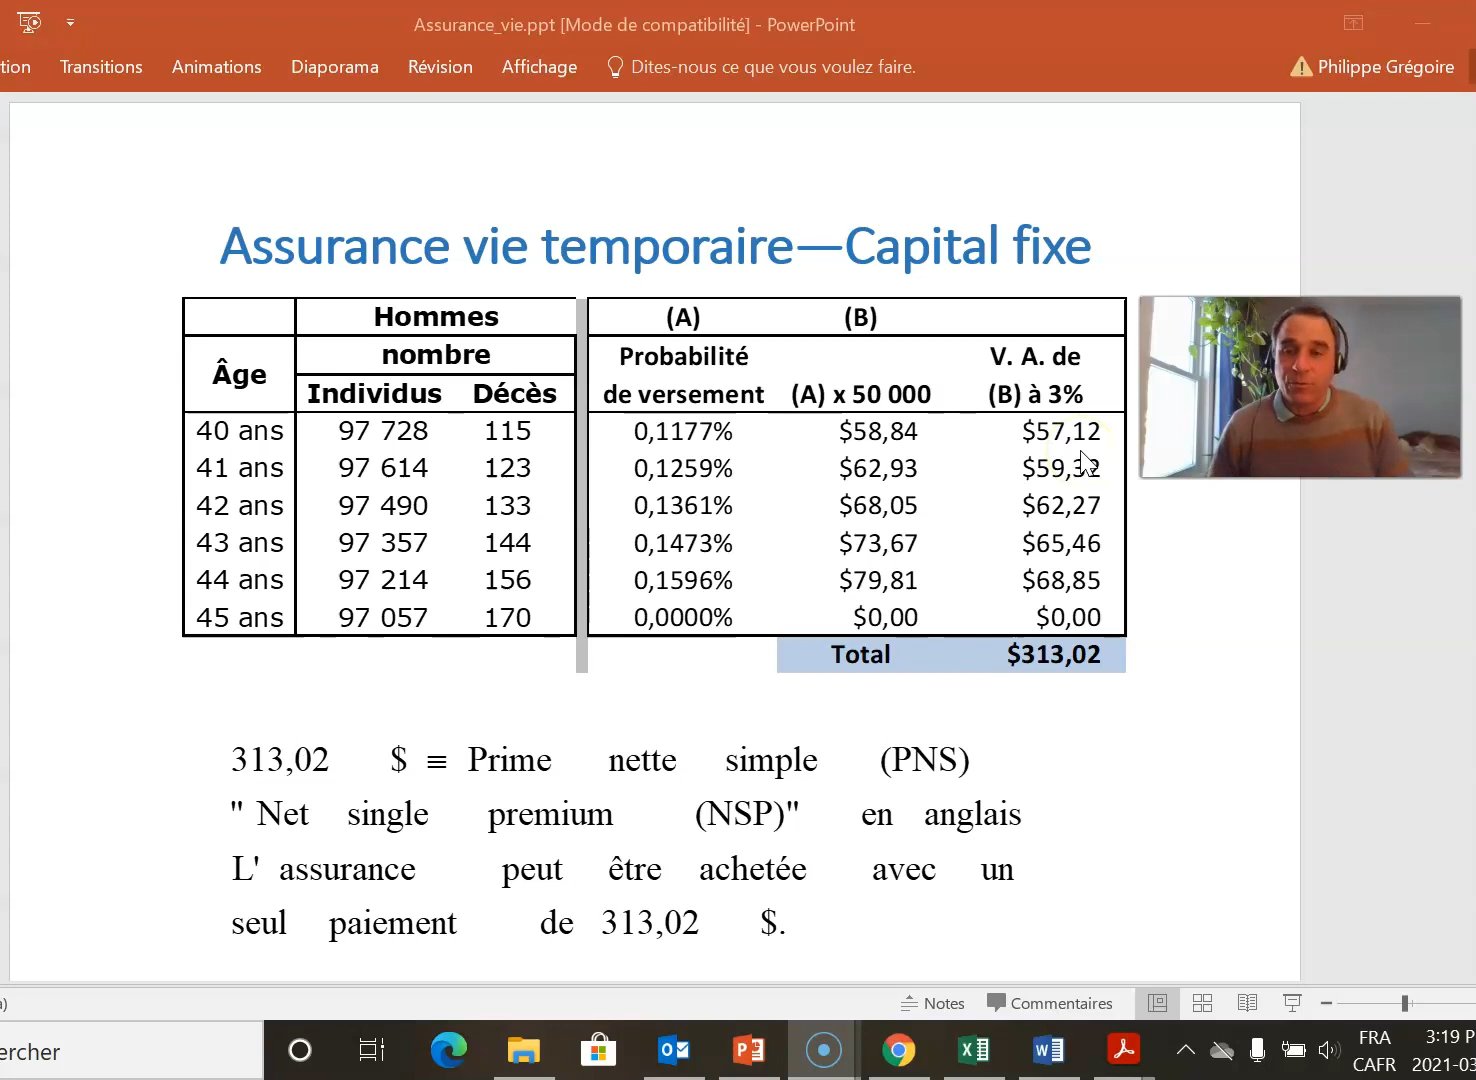 Assurance_vie.ppt [Mode de compatibilité] - PowerPoint
tion Transitions Animations Diaporama Révision Affichage Dites-nous ce que vous voulez faire. Philippe Grégoire
Assurance vie temporaire—Capital fixe
Hommes (A) (B)
Âge nombre Probabilité V. A. de
Individus Décès de versement (A) x 50 000 (B) à 3%
40 ans 97 728 115 0,1177% $58,84 $57,12
41 ans 97 614 123 0,1259% $62,93 $59,32
42 ans 97 490 133 0,1361% $68,05 $62,27
43 ans 97 357 144 0,1473% $73,67 $65,46
44 ans 97 214 156 0,1596% $79,81 $68,85
45 ans 97 057 170 0,0000% $0,00 $0,00
Total $313,02
313,02 $ ≡ Prime nette simple (PNS)
" Net single premium (NSP)" en anglais
L' assurance peut être achetée avec un
seul paiement de 313,02 $.
Notes Commentaires
ercher
FRA 3:19 P
CAFR 2021-03